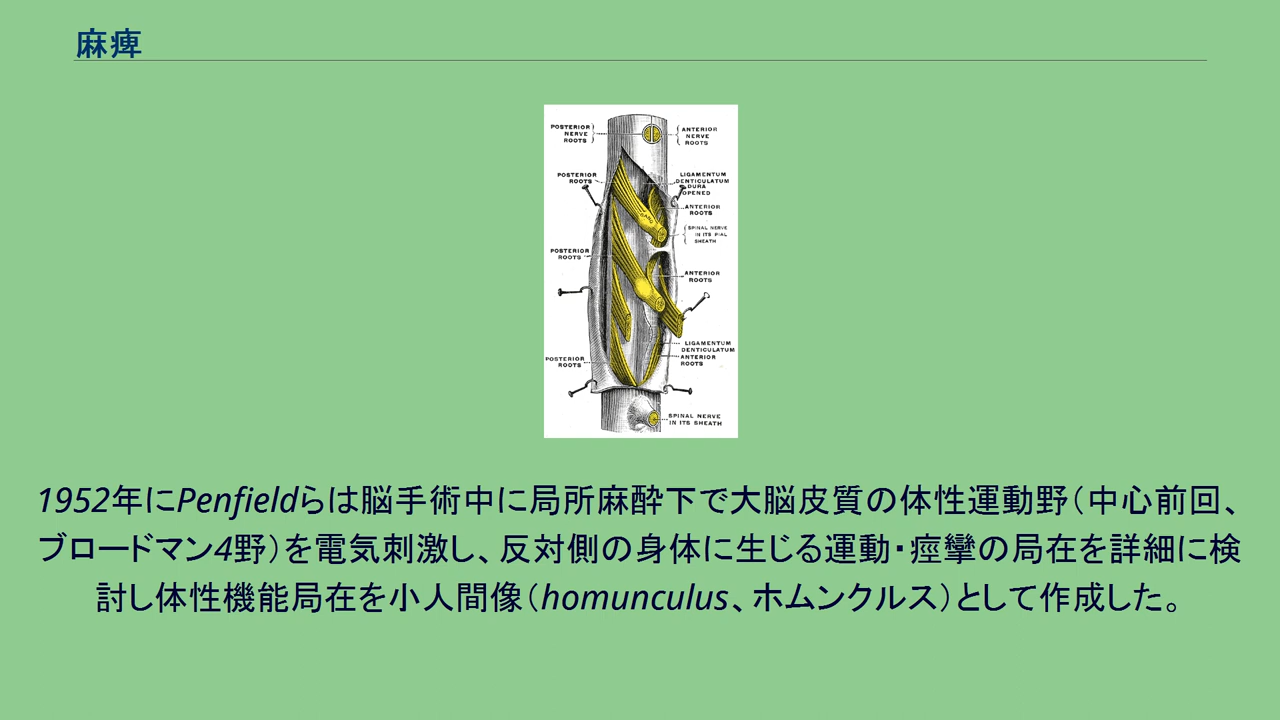 麻痺
POSTERIOR NERVE ROOTS
ANTERIOR NERVE ROOTS
POSTERIOR ROOTS
LIGAMENTUM DENTICULATUM
DURA OPENED
ANTERIOR ROOTS
SPINAL NERVE IN ITS PIAL SHEATH
POSTERIOR ROOTS
ANTERIOR ROOTS
LIGAMENTUM DENTICULATUM
ANTERIOR ROOTS
POSTERIOR ROOTS
SPINAL NERVE IN ITS SHEATH
1952年にPenfieldらは脳手術中に局所麻酔下で大脳皮質の体性運動野（中心前回、
ブロードマン4野）を電気刺激し、反対側の身体に生じる運動・痙攣の局在を詳細に検
討し体性機能局在を小人間像（homunculus、ホムンクルス）として作成した。